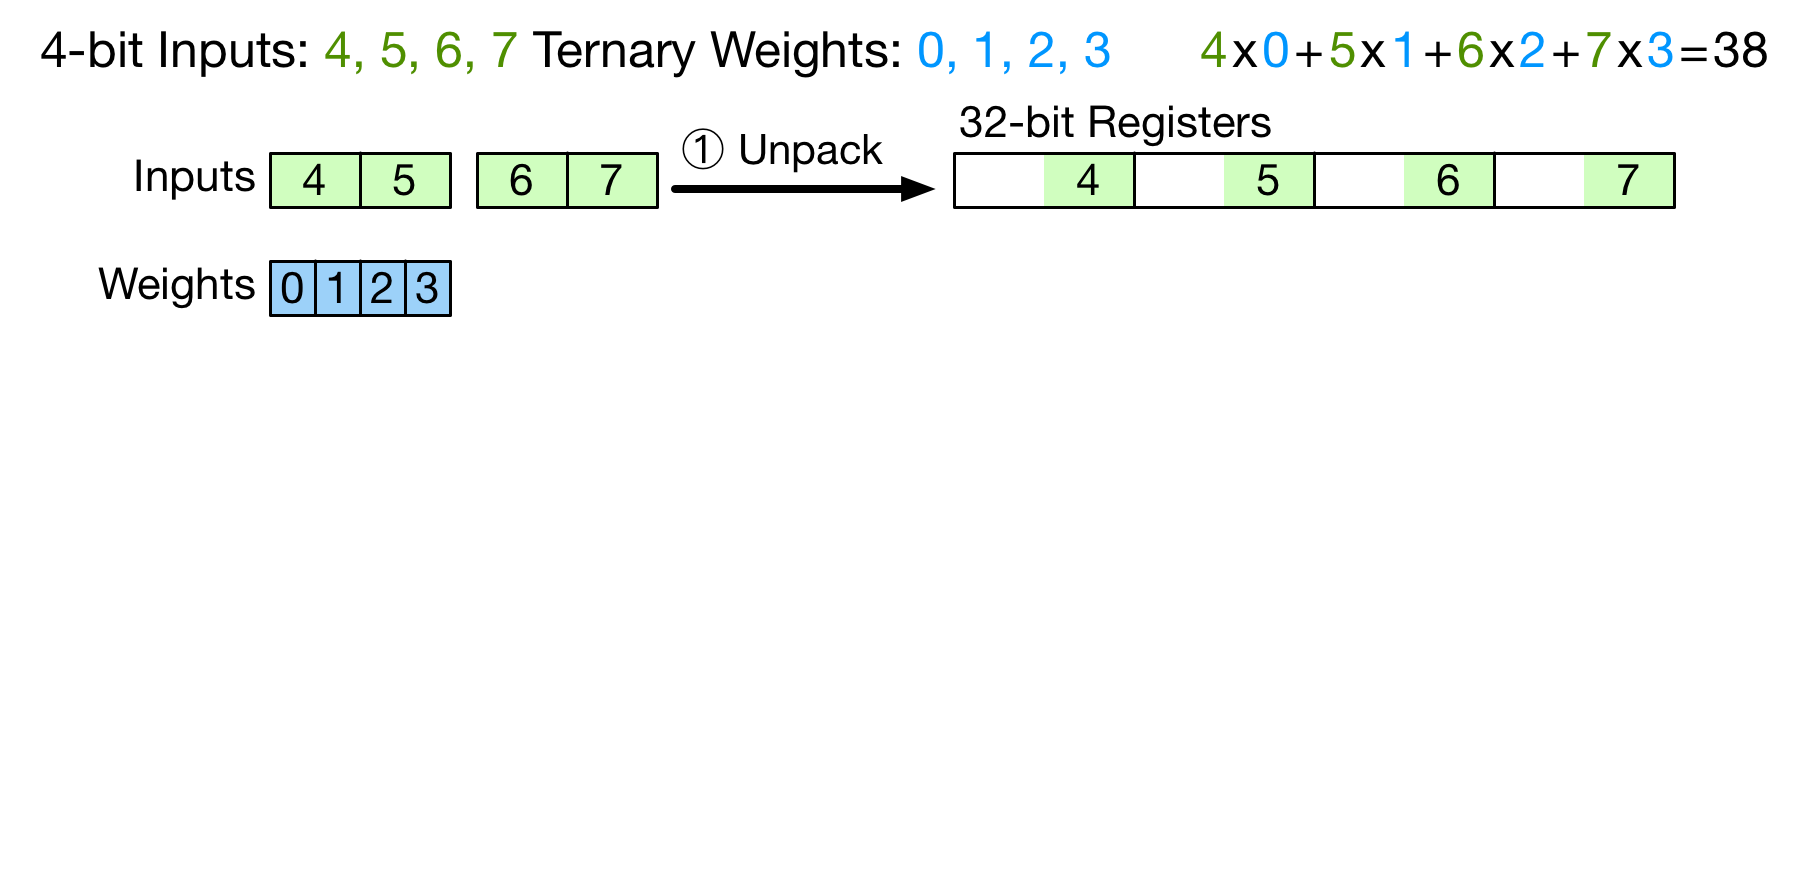 4-bit Inputs: 4, 5, 6, 7 Ternary Weights: 0, 1, 2, 3 4x0+5x1+6x2+7x3=38
32-bit Registers
① Unpack
Inputs 4 5 6 7 4 5 6 7
Weights 0 1 2 3